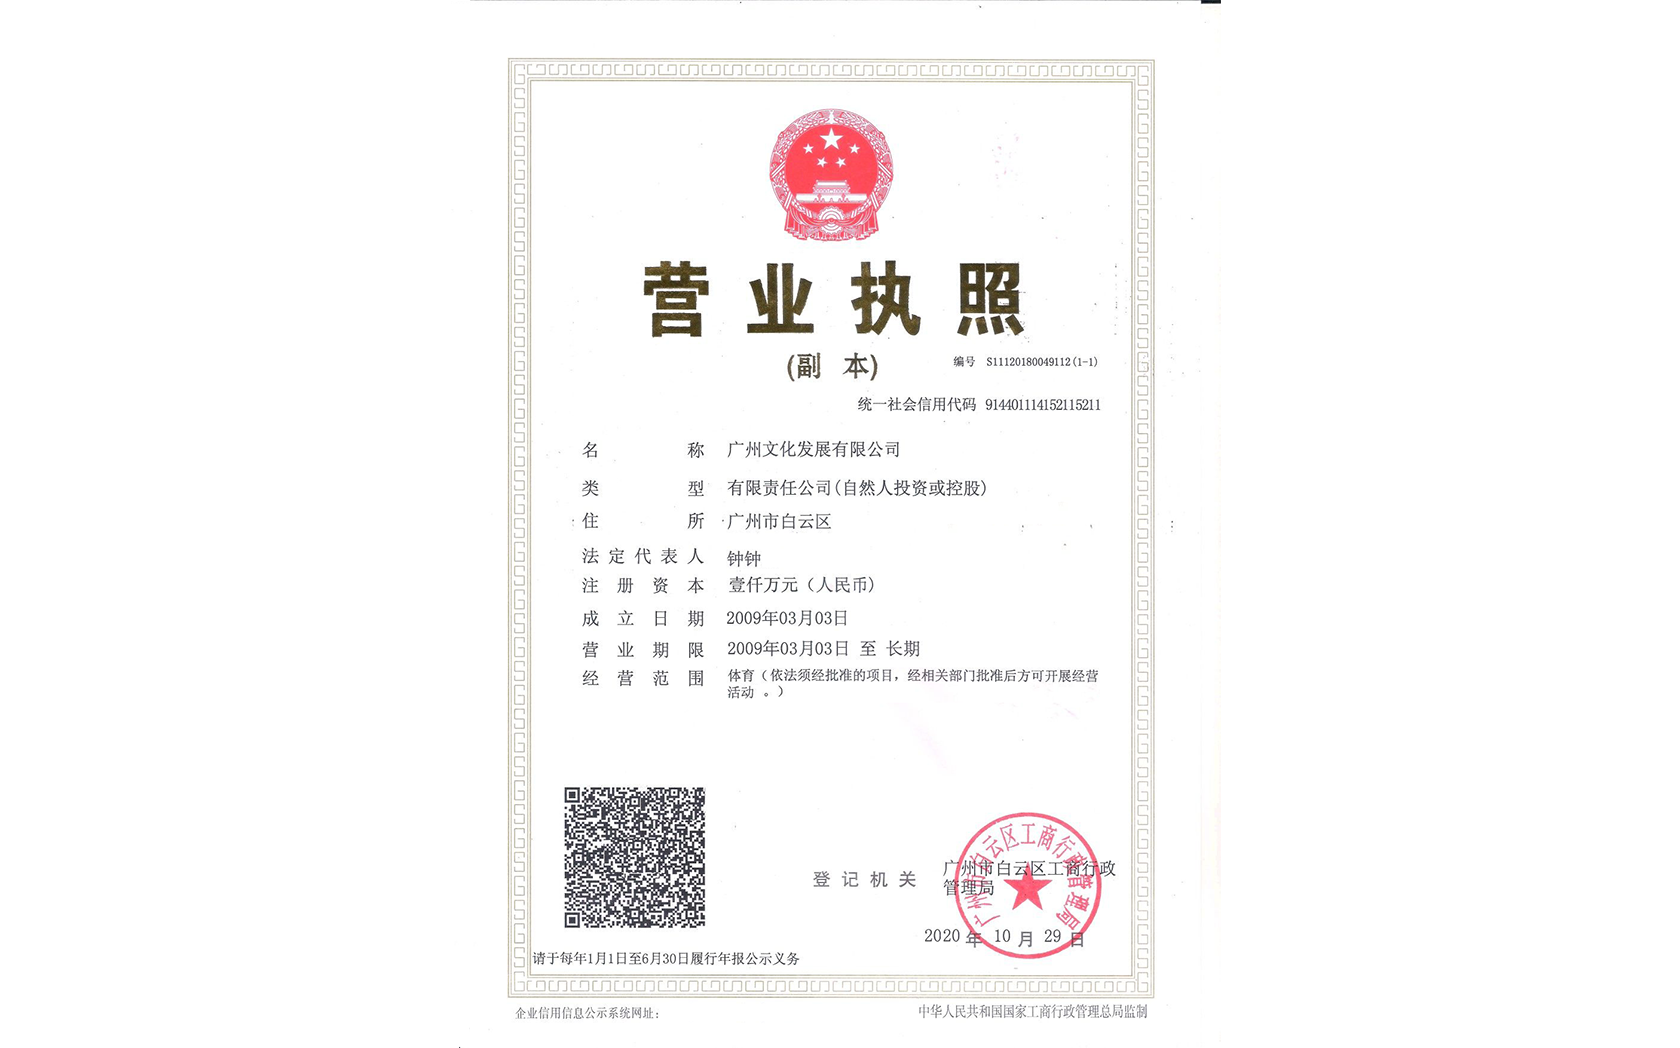 营业执照
(副 本)
编号 S11120180049112(1-1)
统一社会信用代码 914401114152115211
名称 广州文化发展有限公司
类型 有限责任公司(自然人投资或控股)
住所 广州市白云区
法定代表人 钟钟
注册资本 壹仟万元（人民币）
成立日期 2009年03月03日
营业期限 2009年03月03日 至 长期
经营范围 体育（依法须经批准的项目，经相关部门批准后方可开展经营
活动 。）
广州市白云区工商行政管理局
登记机关 广州市白云区工商行政
管理局
2020 年 10 月 29 日
请于每年1月1日至6月30日履行年报公示义务
企业信用信息公示系统网址：
中华人民共和国国家工商行政管理总局监制